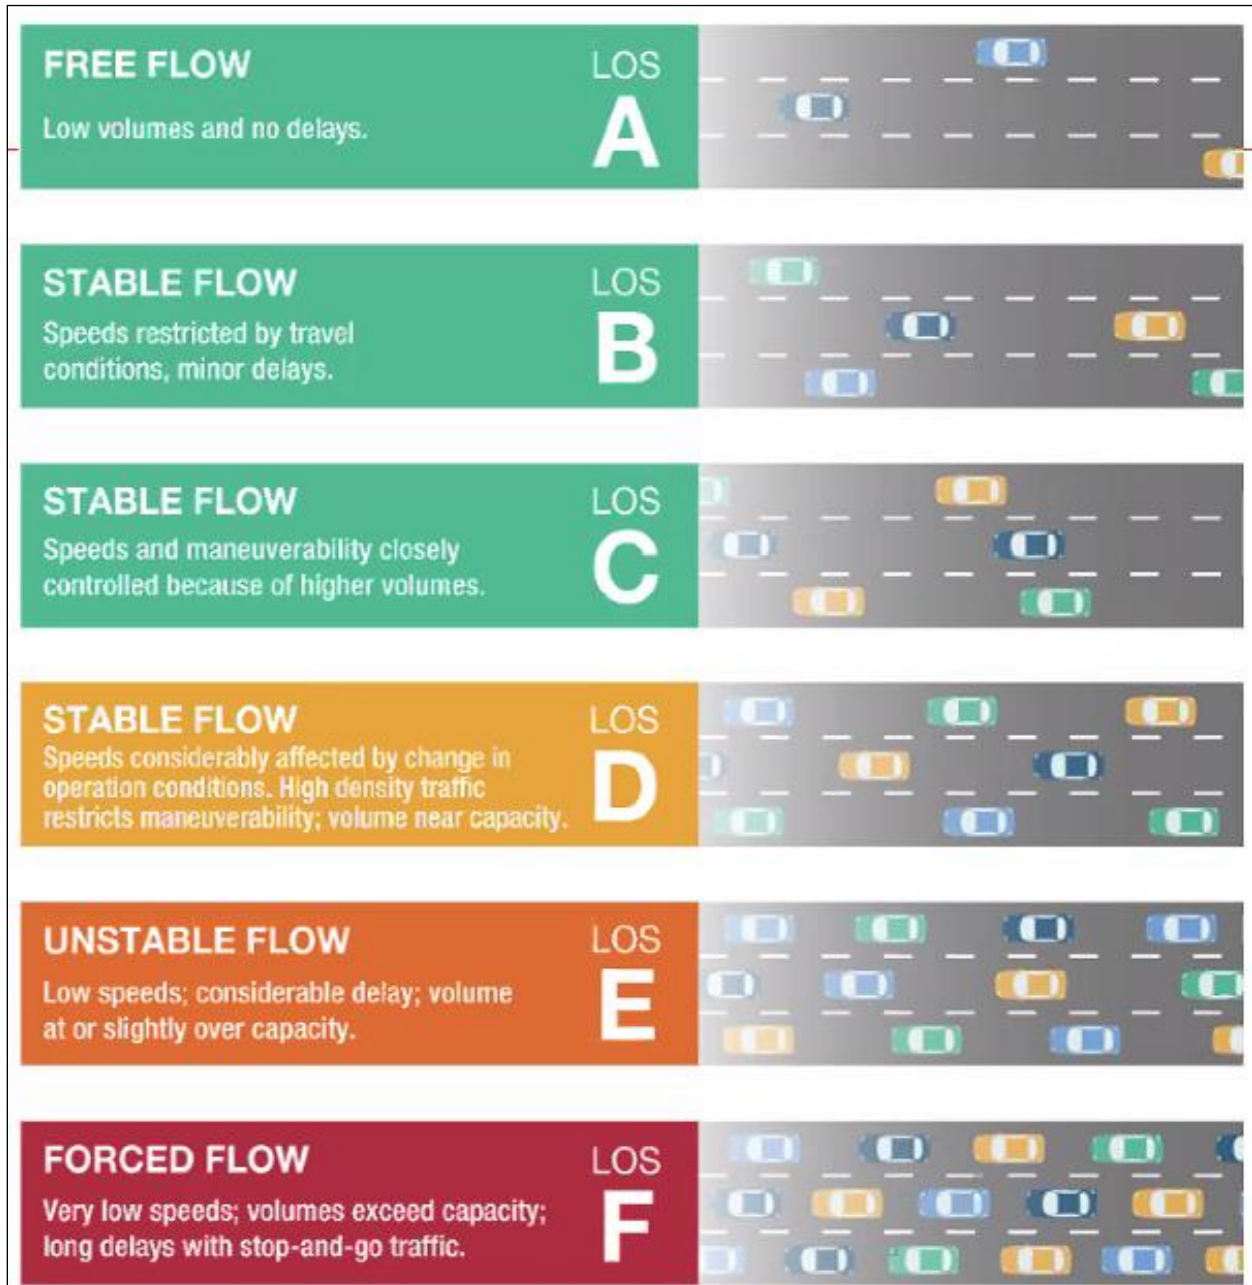 FREE FLOW
LOS
A
Low volumes and no delays.
STABLE FLOW
LOS
B
Speeds restricted by travel
conditions, minor delays.
STABLE FLOW
LOS
C
Speeds and maneuverability closely
controlled because of higher volumes.
STABLE FLOW
LOS
D
Speeds considerably affected by change in
operation conditions. High density traffic
restricts maneuverability; volume near capacity.
UNSTABLE FLOW
LOS
E
Low speeds; considerable delay; volume
at or slightly over capacity.
FORCED FLOW
LOS
F
Very low speeds; volumes exceed capacity;
long delays with stop-and-go traffic.